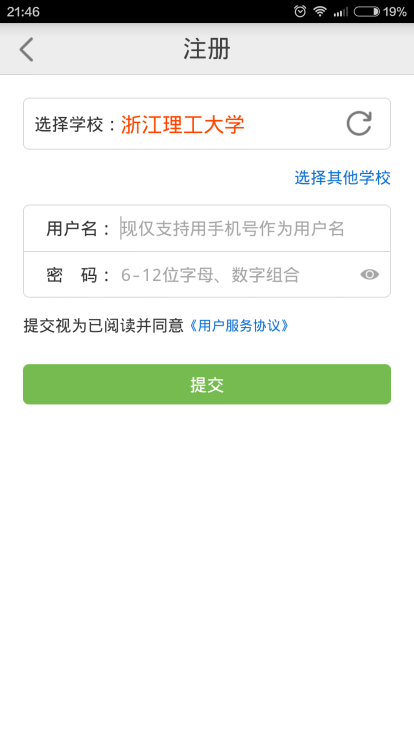 21:46
19%
注册
选择学校：浙江理工大学
选择其他学校
用户名： 现仅支持用手机号作为用户名
密 码： 6-12位字母、数字组合
提交视为已阅读并同意《用户服务协议》
提交